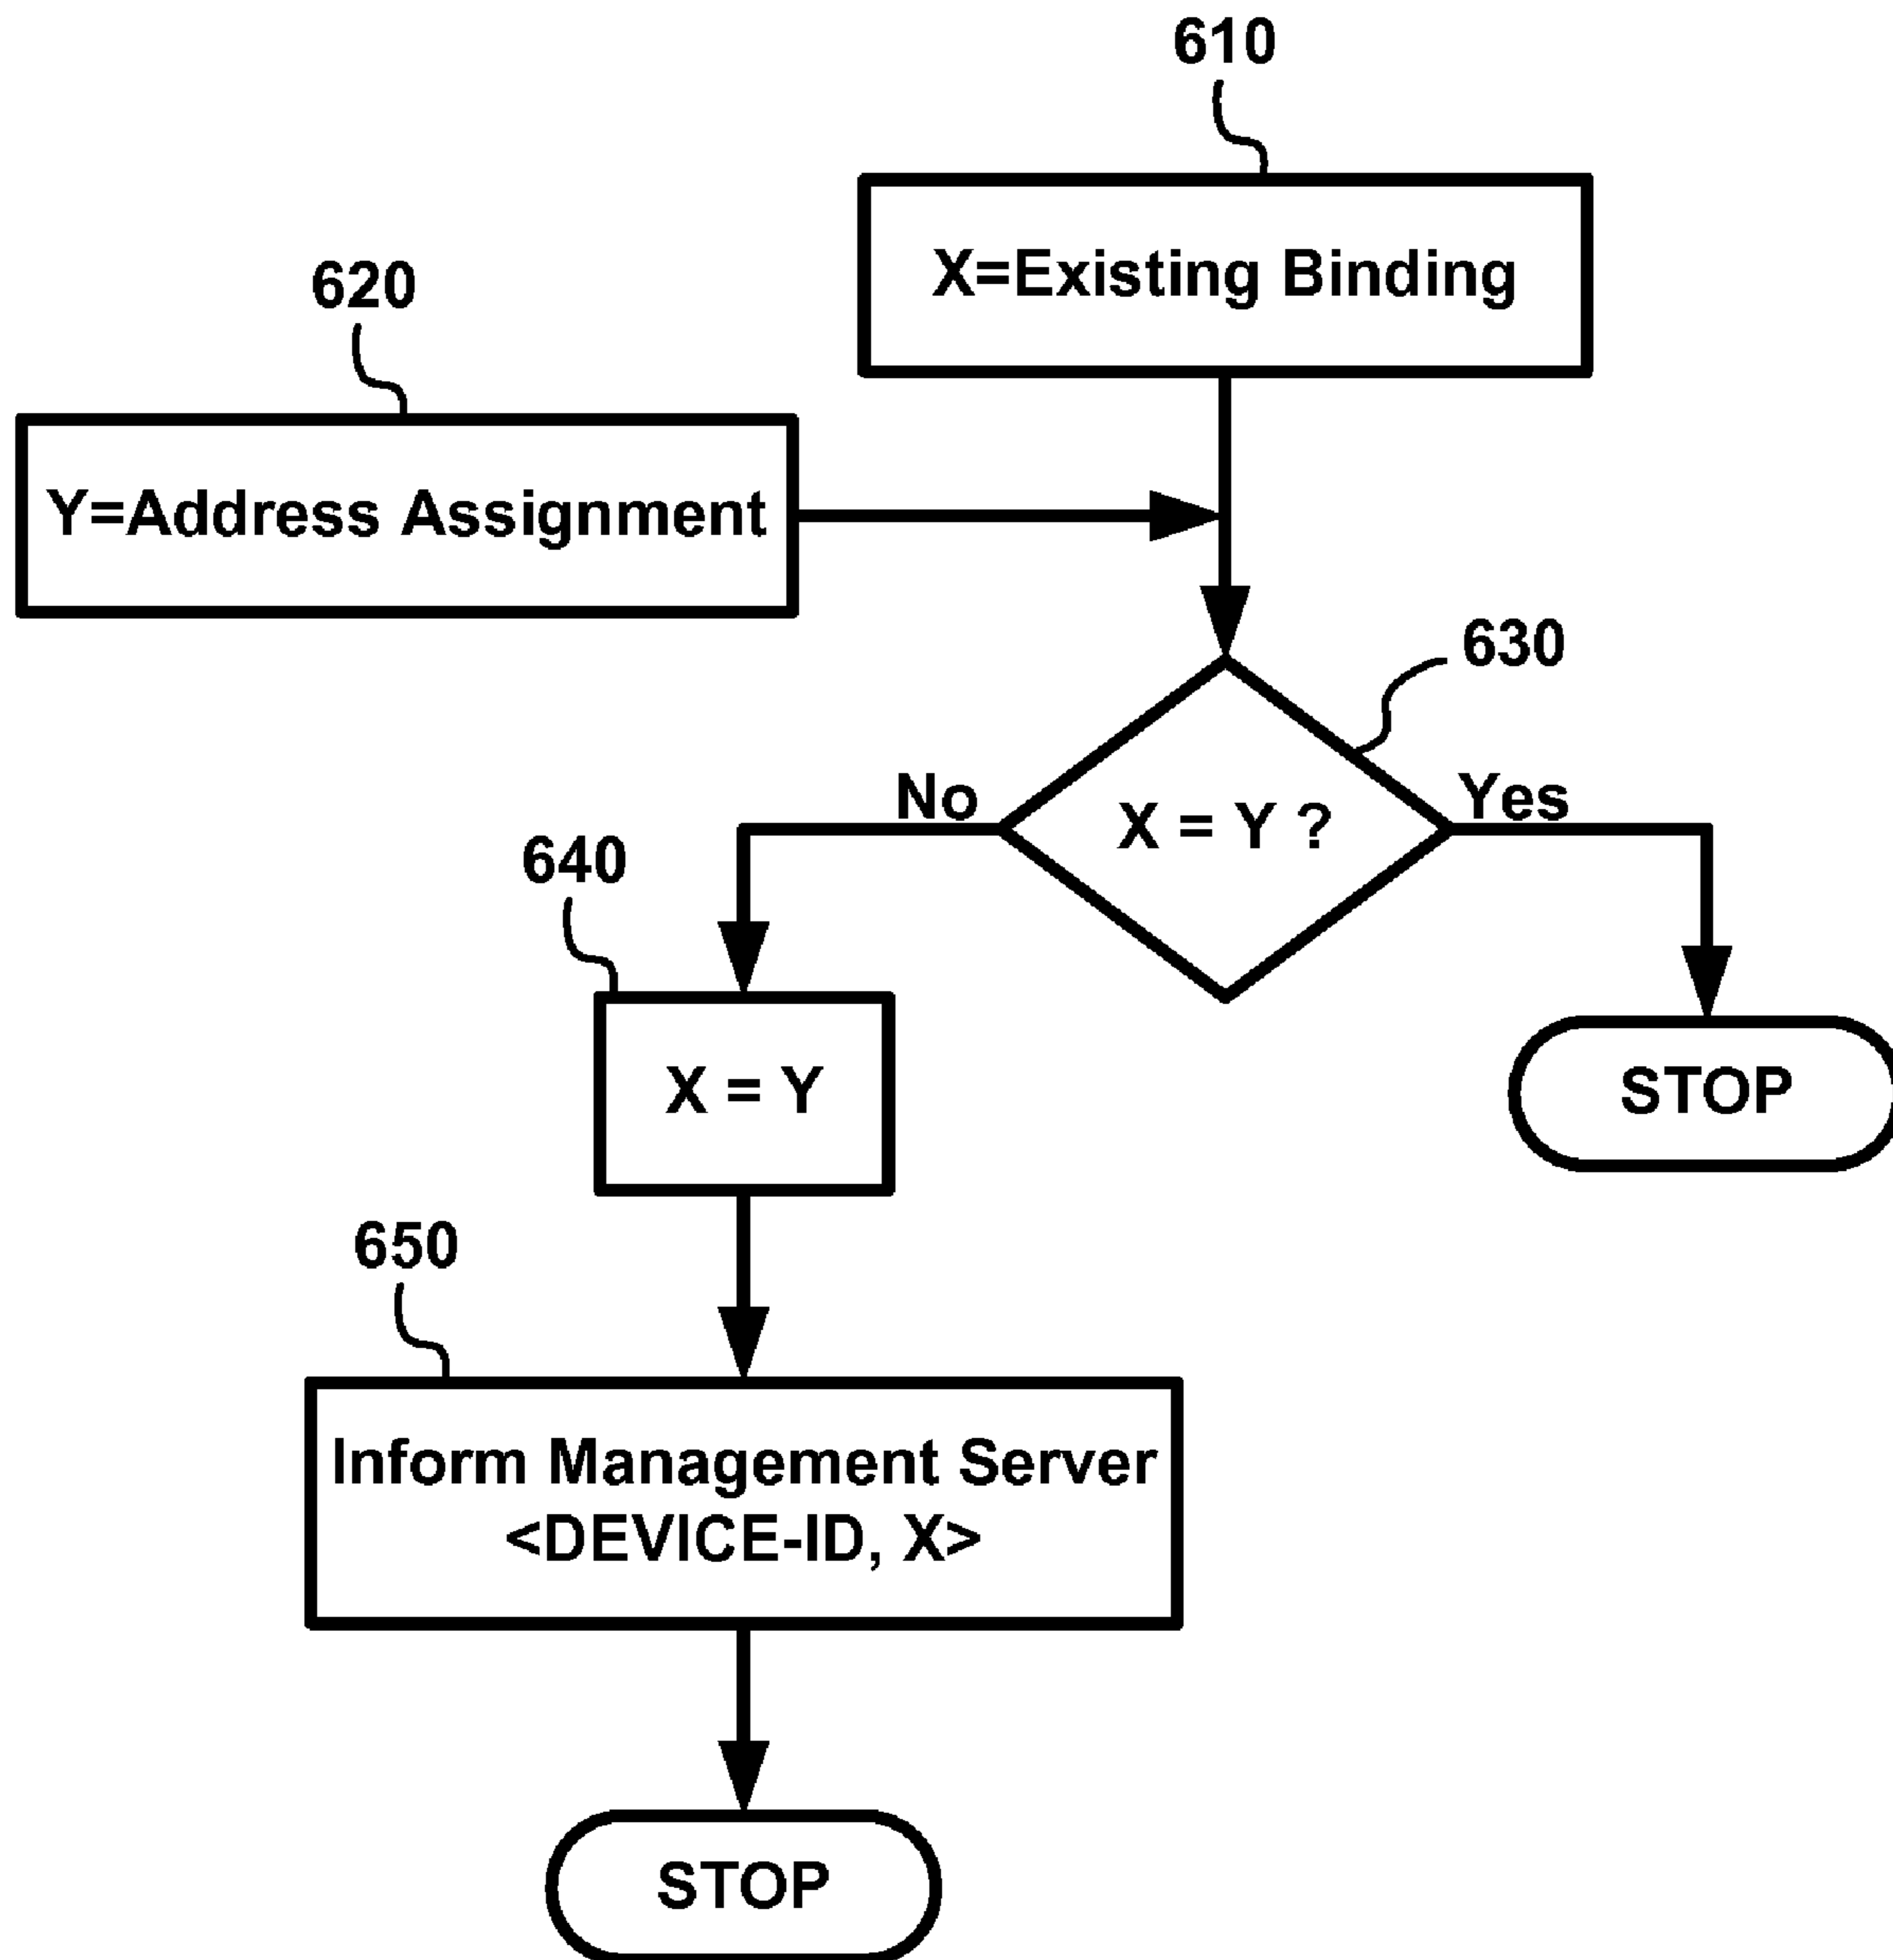 610
X=Existing Binding
620
Y=Address Assignment
630
No
X = Y ?
Yes
640
X = Y
STOP
650
Inform Management Server
<DEVICE-ID, X>
STOP